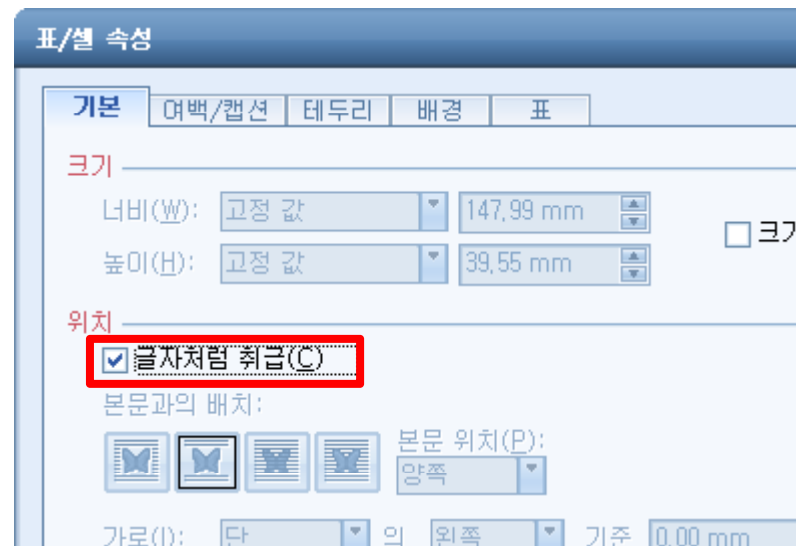 표/셀 속성
기본 여백/캡션 테두리 배경 표
크기
너비(W): 고정 값 147,99 mm
높이(H): 고정 값 39,55 mm
위치
글자처럼 취급(C)
본문과의 배치:
본문 위치(P):
양쪽
가로(I): 단 의 왼쪽 기준 0,00 mm